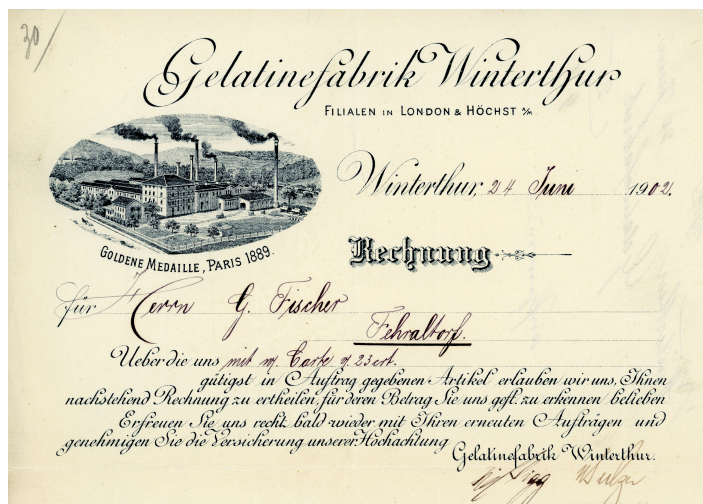 30
Gelatinefabrik Winterthur
FILIALEN IN LONDON & HÖCHST a/M
Winterthur, 24 Juni 1902.
GOLDENE MEDAILLE, PARIS 1889.
Rechnung
für Herrn G. Fischer
Fehraltorf.
Ueber die uns mit w. Carte v. 23 crt.
gütigst in Auftrag gegebenen Artikel erlauben wir uns, Ihnen
nachstehend Rechnung zu ertheilen, für deren Betrag Sie uns geft. zu erkennen belieben
Erfreuen Sie uns recht bald wieder mit Ihren erneuten Aufträgen und
genehmigen Sie die Versicherung unserer Hochachtung
Gelatinefabrik Winterthur.